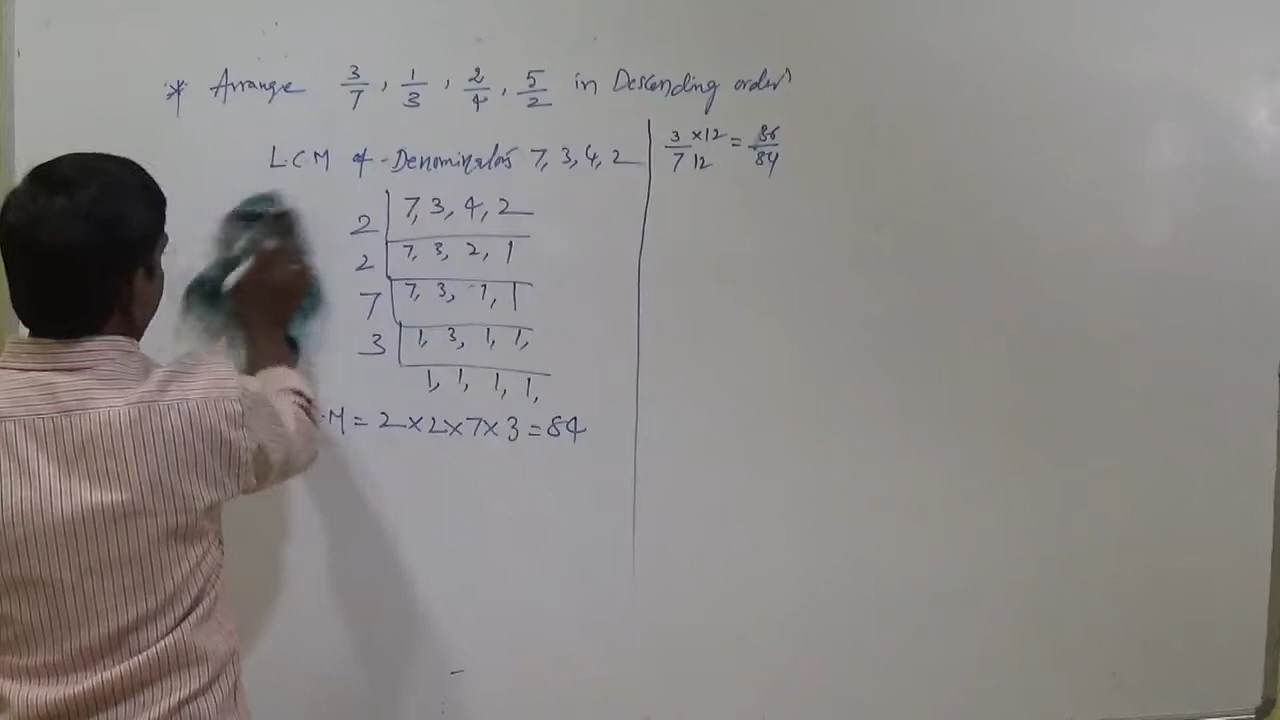 * Arrange 3/7, 1/3, 2/4, 5/2 in Descending order
LCM of Denominators 7, 3, 4, 2
2 | 7, 3, 4, 2
2 | 7, 3, 2, 1
7 | 7, 3, 1, 1
3 | 1, 3, 1, 1,
1, 1, 1, 1,
.M = 2×2×7×3=84
3/7 ×12/12 = 36/84